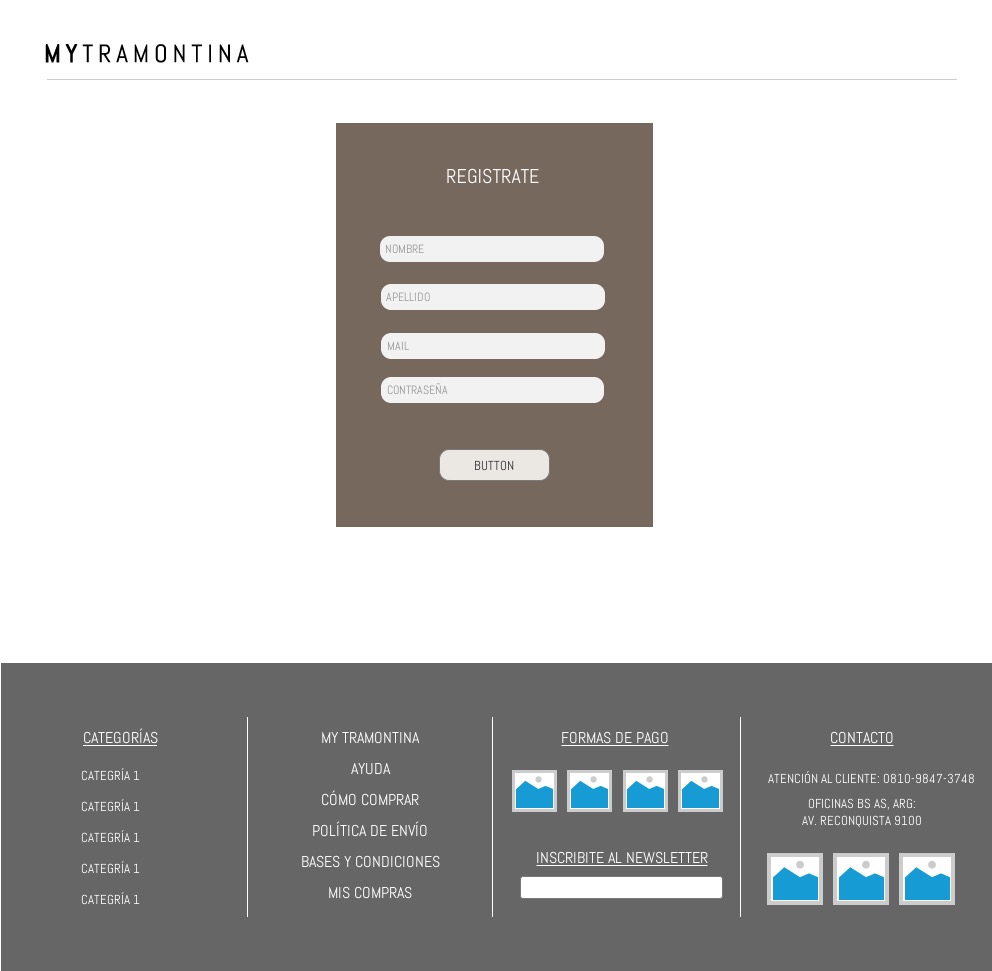 MYTRAMONTINA
REGISTRATE
NOMBRE
APELLIDO
MAIL
CONTRASEÑA
BUTTON
CATEGORÍAS
CATEGRÍA 1
CATEGRÍA 1
CATEGRÍA 1
CATEGRÍA 1
CATEGRÍA 1
MY TRAMONTINA
AYUDA
CÓMO COMPRAR
POLÍTICA DE ENVÍO
BASES Y CONDICIONES
MIS COMPRAS
FORMAS DE PAGO
INSCRIBITE AL NEWSLETTER
CONTACTO
ATENCIÓN AL CLIENTE: 0810-9847-3748
OFICINAS BS AS, ARG:
AV. RECONQUISTA 9100